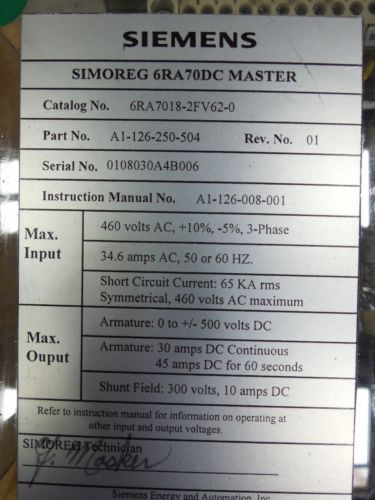 SIEMENS
SIMOREG 6RA70DC MASTER
Catalog No. 6RA7018-2FV62-0
Part No. A1-126-250-504 Rev. No. 01
Serial No. 0108030A4B006
Instruction Manual No. A1-126-008-001
Max. Input
460 volts AC, +10%, -5%, 3-Phase
34.6 amps AC, 50 or 60 HZ.
Short Circuit Current: 65 KA rms
Symmetrical, 460 volts AC maximum
Max. Ouput
Armature: 0 to +/- 500 volts DC
Armature: 30 amps DC Continuous
45 amps DC for 60 seconds
Shunt Field: 300 volts, 10 amps DC
Refer to instruction manual for information on operating at
other input and output voltages.
SIMOREG Technician
J. Mosker
Siemens Energy and Automation, Inc.